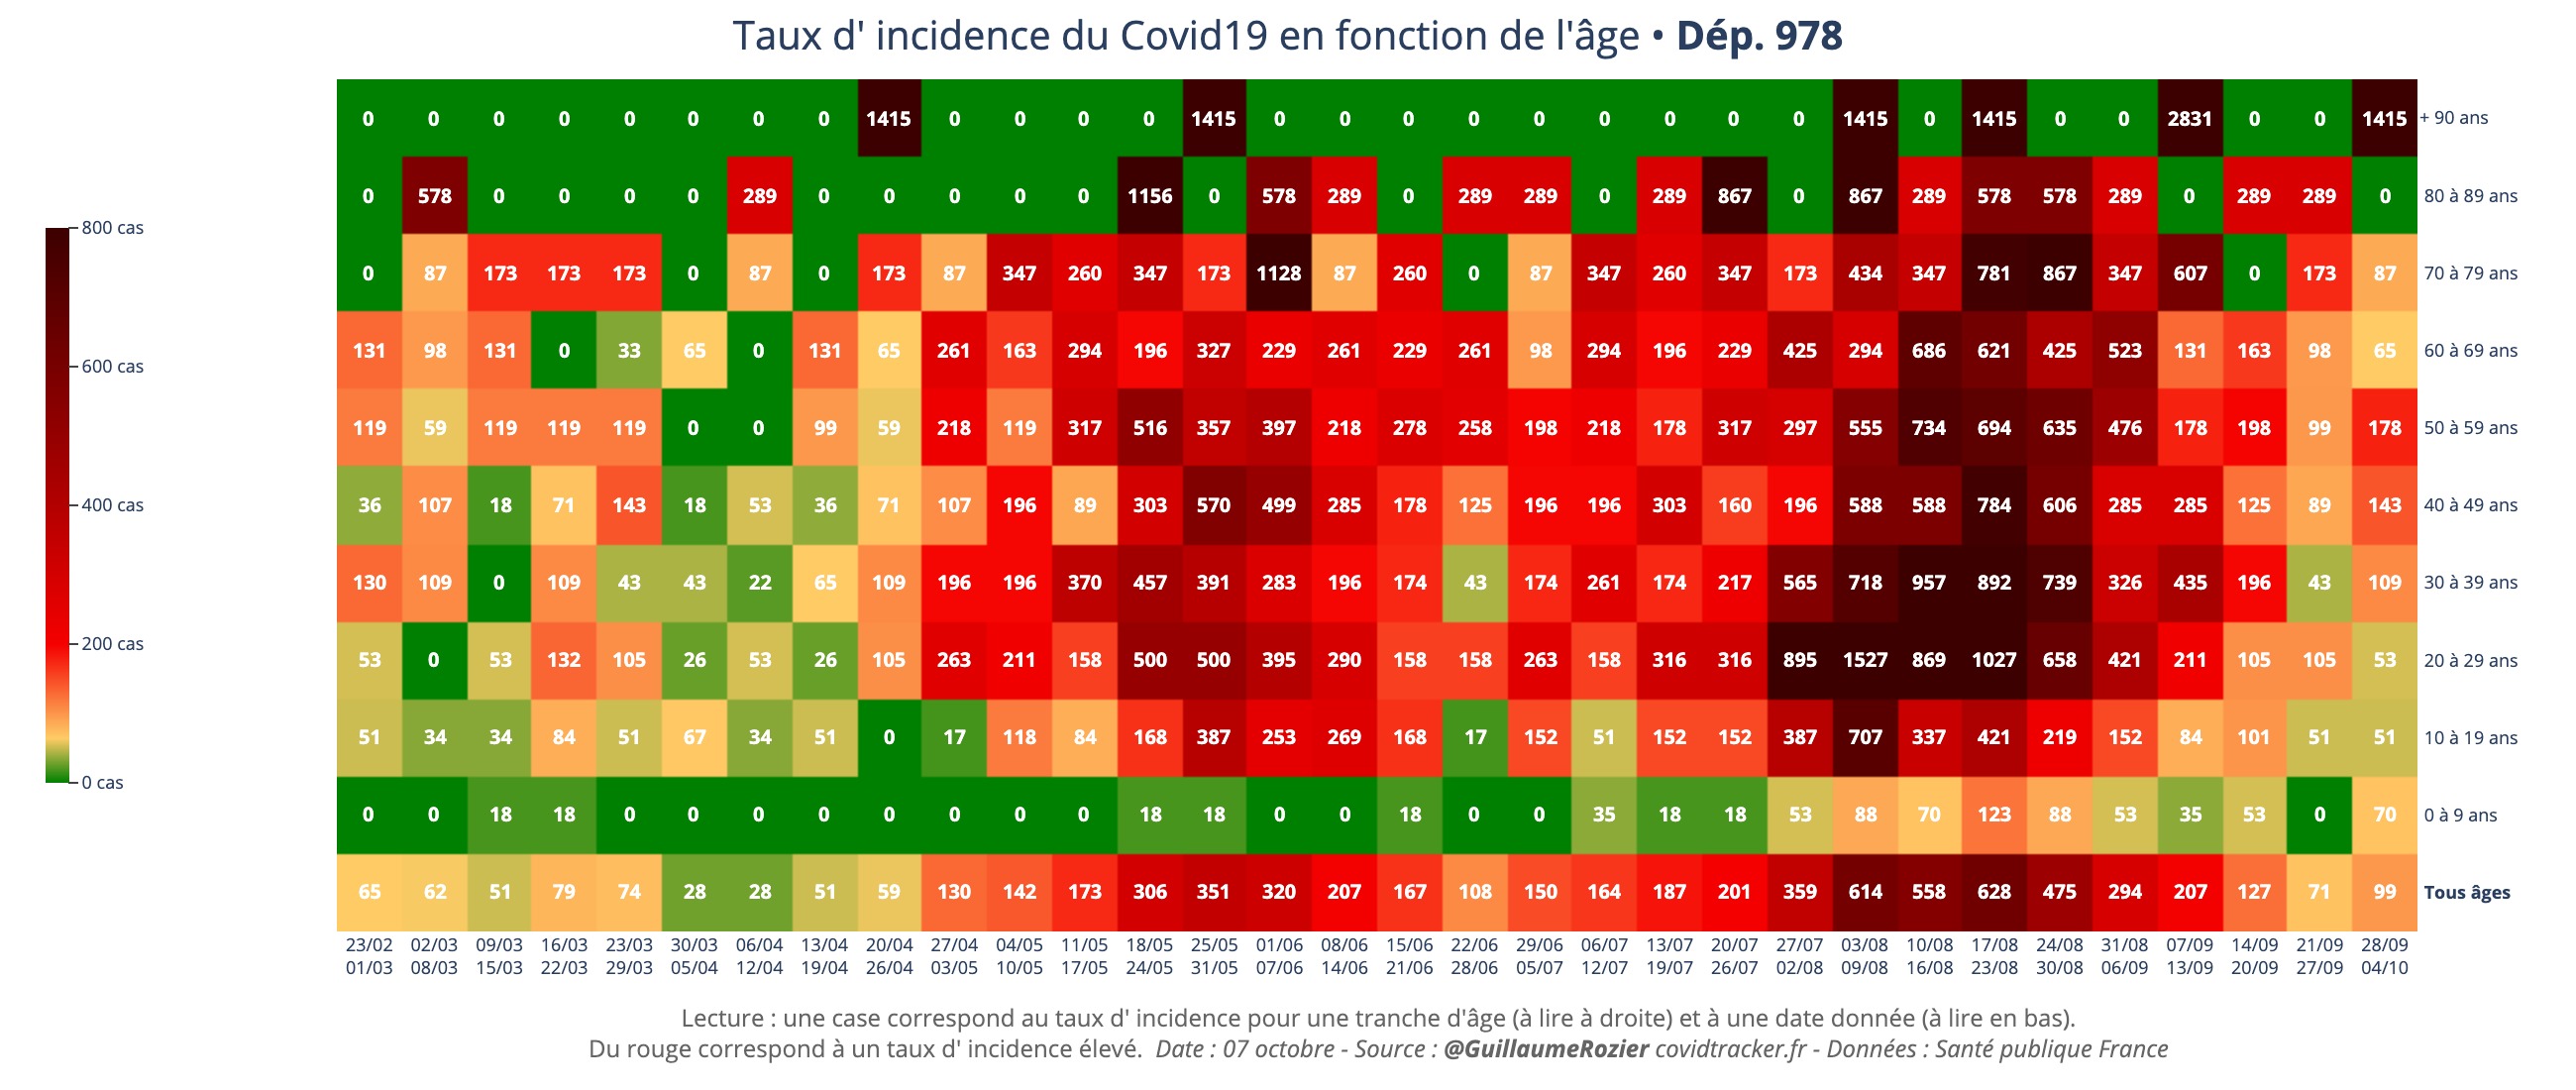 Taux d' incidence du Covid19 en fonction de l'âge • Dép. 978
800 cas
600 cas
400 cas
200 cas
0 cas
0 0 0 0 0 0 0 0 1415 0 0 0 0 1415 0 0 0 0 0 0 0 0 0 1415 0 1415 0 0 2831 0 0 1415 + 90 ans
0 578 0 0 0 0 289 0 0 0 0 0 1156 0 578 289 0 289 289 0 289 867 0 867 289 578 578 289 0 289 289 0 80 à 89 ans
0 87 173 173 173 0 87 0 173 87 347 260 347 173 1128 87 260 0 87 347 260 347 173 434 347 781 867 347 607 0 173 87 70 à 79 ans
131 98 131 0 33 65 0 131 65 261 163 294 196 327 229 261 229 261 98 294 196 229 425 294 686 621 425 523 131 163 98 65 60 à 69 ans
119 59 119 119 119 0 0 99 59 218 119 317 516 357 397 218 278 258 198 218 178 317 297 555 734 694 635 476 178 198 99 178 50 à 59 ans
36 107 18 71 143 18 53 36 71 107 196 89 303 570 499 285 178 125 196 196 303 160 196 588 588 784 606 285 285 125 89 143 40 à 49 ans
130 109 0 109 43 43 22 65 109 196 196 370 457 391 283 196 174 43 174 261 174 217 565 718 957 892 739 326 435 196 43 109 30 à 39 ans
53 0 53 132 105 26 53 26 105 263 211 158 500 500 395 290 158 158 263 158 316 316 895 1527 869 1027 658 421 211 105 105 53 20 à 29 ans
51 34 34 84 51 67 34 51 0 17 118 84 168 387 253 269 168 17 152 51 152 152 387 707 337 421 219 152 84 101 51 51 10 à 19 ans
0 0 18 18 0 0 0 0 0 0 0 0 18 18 0 0 18 0 0 35 18 18 53 88 70 123 88 53 35 53 0 70 0 à 9 ans
65 62 51 79 74 28 28 51 59 130 142 173 306 351 320 207 167 108 150 164 187 201 359 614 558 628 475 294 207 127 71 99 Tous âges
23/02 02/03 09/03 16/03 23/03 30/03 06/04 13/04 20/04 27/04 04/05 11/05 18/05 25/05 01/06 08/06 15/06 22/06 29/06 06/07 13/07 20/07 27/07 03/08 10/08 17/08 24/08 31/08 07/09 14/09 21/09 28/09
01/03 08/03 15/03 22/03 29/03 05/04 12/04 19/04 26/04 03/05 10/05 17/05 24/05 31/05 07/06 14/06 21/06 28/06 05/07 12/07 19/07 26/07 02/08 09/08 16/08 23/08 30/08 06/09 13/09 20/09 27/09 04/10
Lecture : une case correspond au taux d' incidence pour une tranche d'âge (à lire à droite) et à une date donnée (à lire en bas).
Du rouge correspond à un taux d' incidence élevé. Date : 07 octobre - Source : @GuillaumeRozier covidtracker.fr - Données : Santé publique France